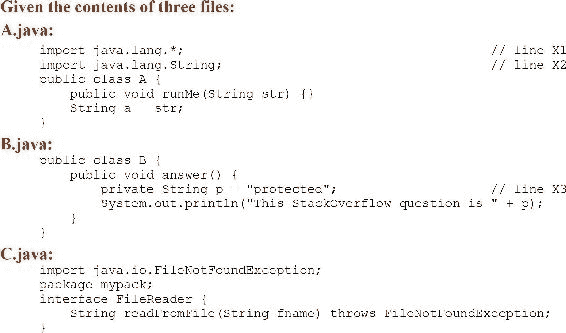 Given the contents of three files:
A.java:
import java.lang.*; // line X1
import java.lang.String; // line X2
public class A {
public void runMe(String str) {}
String a = str;
}
B.java:
public class B {
public void answer() {
private String p = "protected"; // line X3
System.out.println("This StackOverflow question is " + p);
}
}
C.java:
import java.io.FileNotFoundException;
package mypack;
interface FileReader {
String readFromFile(String fname) throws FileNotFoundException;
}